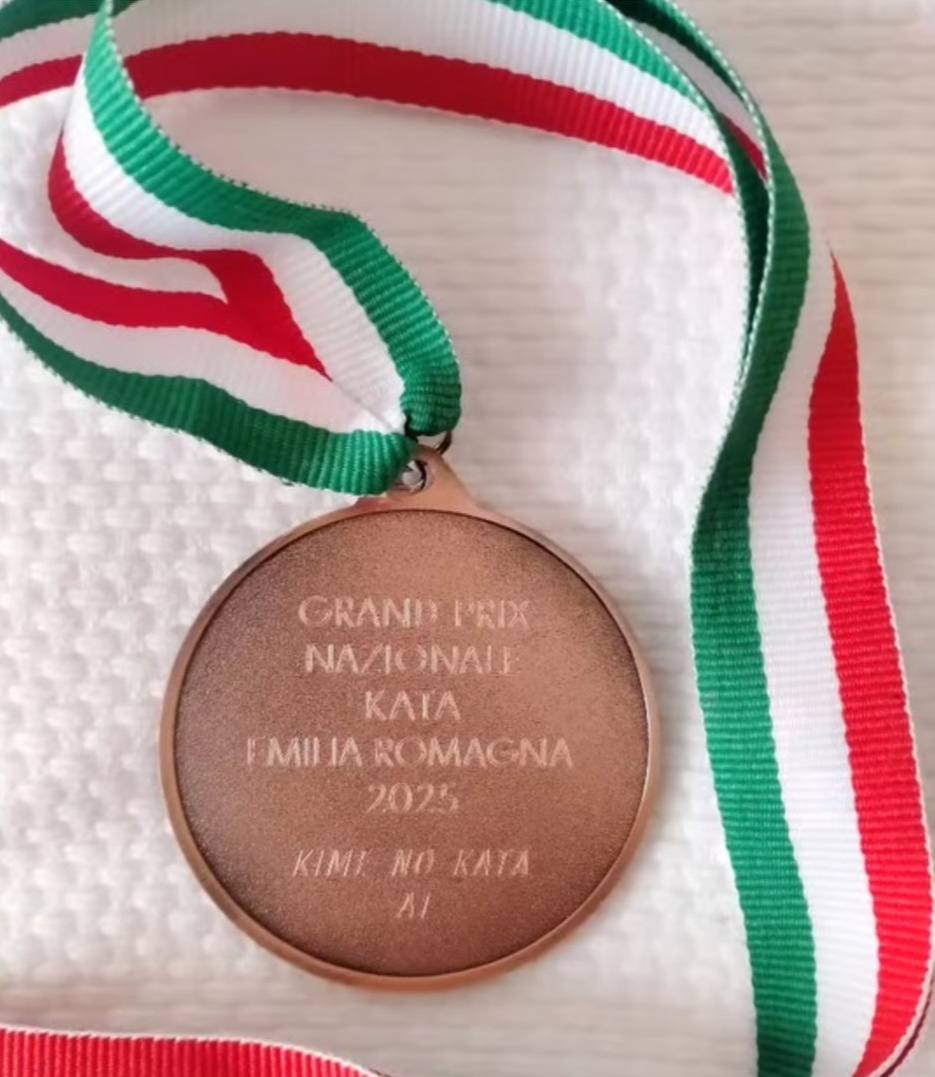 GRAND PRIX
NAZIONALE
KATA
EMILIA ROMAGNA
2025
KIME NO KATA
A1